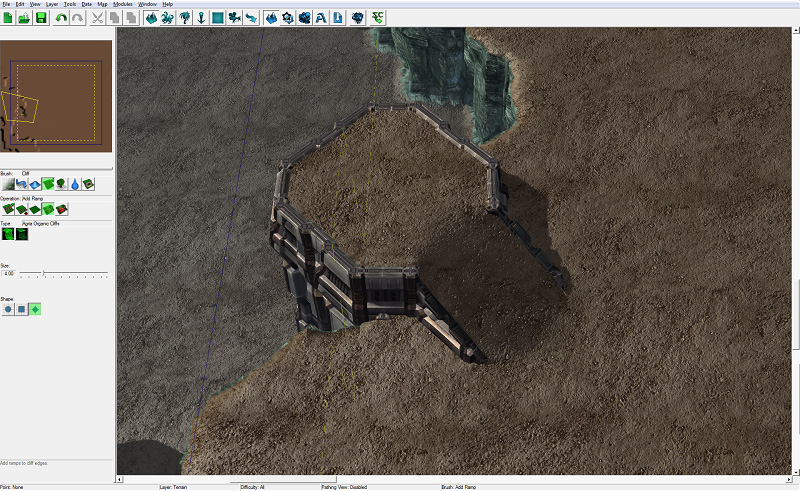 File Edit View Layer Tools Data Map Modules Window Help
Brush: Cliff
Operation: Add Ramp
Type: Agria Organic Cliffs
Size:
4.00
Shape:
Add ramps to cliff edges.
Point: None Layer: Terrain Difficulty: All Pathing View: Disabled Brush: Add Ramp